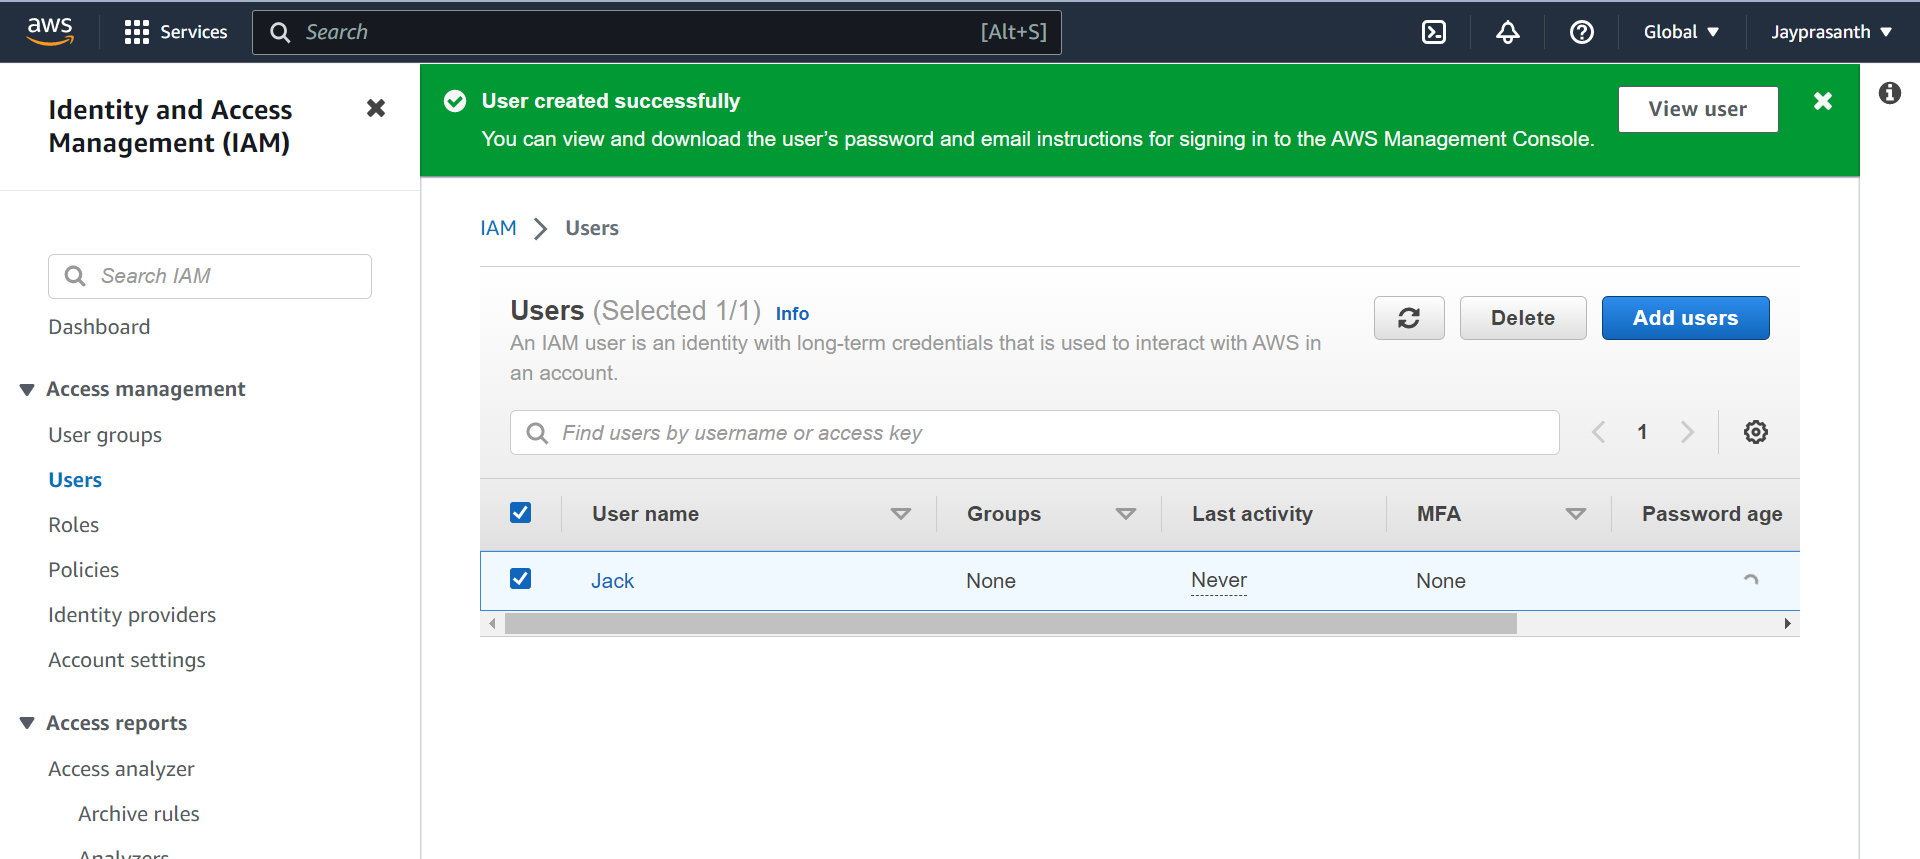 aws
Services
Search
[Alt+S]
Global
Jayprasanth
Identity and Access
Management (IAM)
Search IAM
Dashboard
Access management
User groups
Users
Roles
Policies
Identity providers
Account settings
Access reports
Access analyzer
Archive rules
Analyzers
User created successfully
You can view and download the user’s password and email instructions for signing in to the AWS Management Console.
View user
IAM
Users
Users (Selected 1/1) Info
An IAM user is an identity with long-term credentials that is used to interact with AWS in
an account.
Delete
Add users
Find users by username or access key
1
User name
Groups
Last activity
MFA
Password age
Jack
None
Never
None